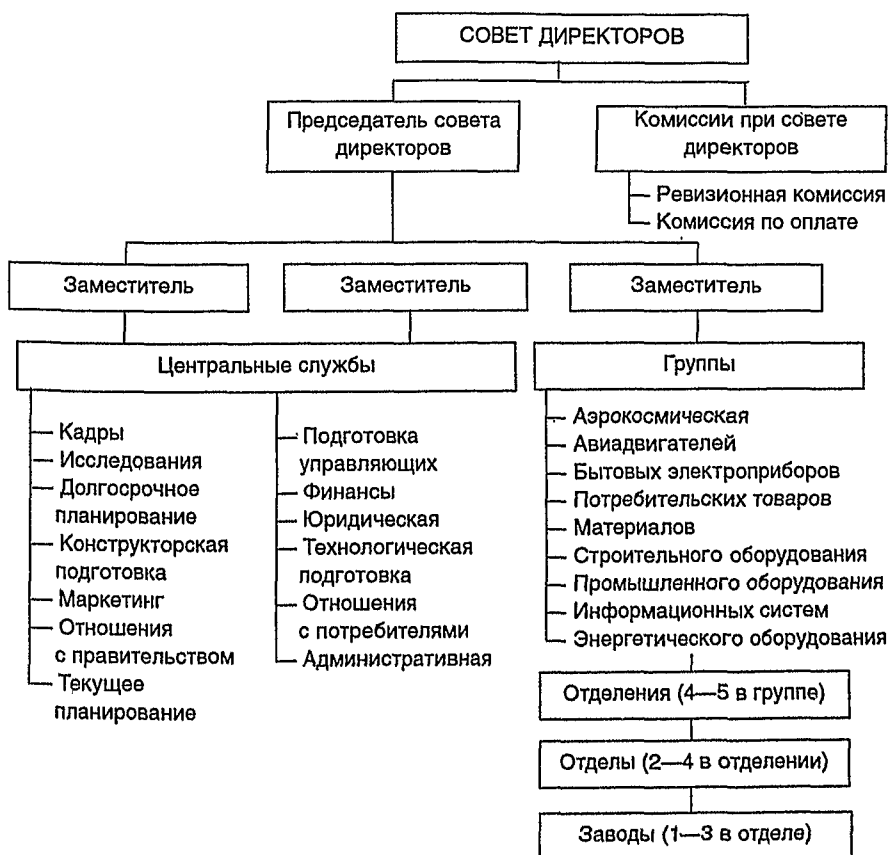 СОВЕТ ДИРЕКТОРОВ
Председатель совета
директоров
Комиссии при совете
директоров
Ревизионная комиссия
Комиссия по оплате
Заместитель
Заместитель
Заместитель
Центральные службы
Группы
Кадры
Исследования
Долгосрочное
планирование
Конструкторская
подготовка
Маркетинг
Отношения
с правительством
Текущее
планирование
Подготовка
управляющих
Финансы
Юридическая
Технологическая
подготовка
Отношения
с потребителями
Административная
Аэрокосмическая
Авиадвигателей
Бытовых электроприборов
Потребительских товаров
Материалов
Строительного оборудования
Промышленного оборудования
Информационных систем
Энергетического оборудования
Отделения (4—5 в группе)
Отделы (2—4 в отделении)
Заводы (1—3 в отделе)